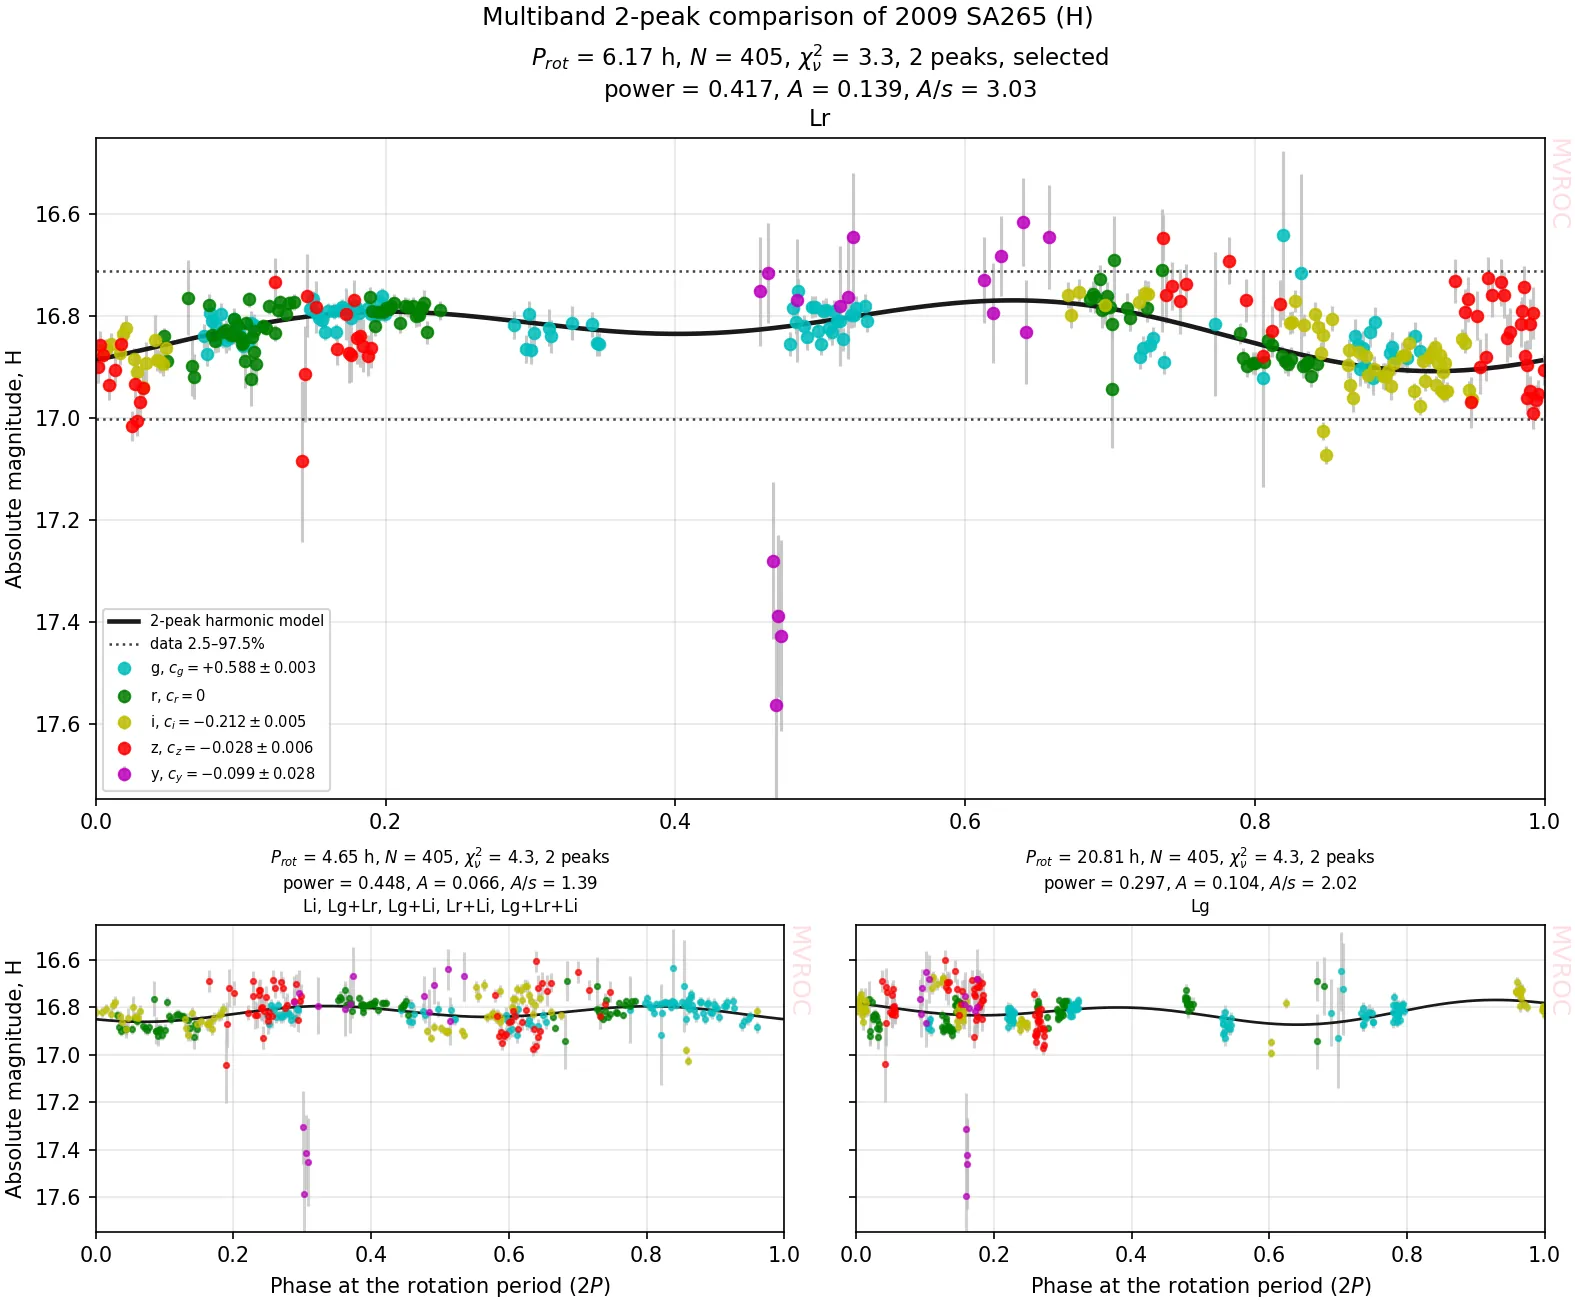 Multiband 2-peak comparison of 2009 SA265 (H)
P_rot = 6.17 h, N = 405, χ²_ν = 3.3, 2 peaks, selected
power = 0.417, A = 0.139, A/s = 3.03
Lr
16.6
16.8
17.0
17.2
17.4
17.6
Absolute magnitude, H
2-peak harmonic model
data 2.5–97.5%
g, c_g = +0.588 ± 0.003
r, c_r = 0
i, c_i = −0.212 ± 0.005
z, c_z = −0.028 ± 0.006
y, c_y = −0.099 ± 0.028
MVROC
0.0 0.2 0.4 0.6 0.8 1.0
P_rot = 4.65 h, N = 405, χ²_ν = 4.3, 2 peaks
power = 0.448, A = 0.066, A/s = 1.39
Li, Lg+Lr, Lg+Li, Lr+Li, Lg+Lr+Li
16.6
16.8
17.0
17.2
17.4
17.6
Absolute magnitude, H
MVROC
0.0 0.2 0.4 0.6 0.8 1.0
Phase at the rotation period (2P)
P_rot = 20.81 h, N = 405, χ²_ν = 4.3, 2 peaks
power = 0.297, A = 0.104, A/s = 2.02
Lg
MVROC
0.0 0.2 0.4 0.6 0.8 1.0
Phase at the rotation period (2P)